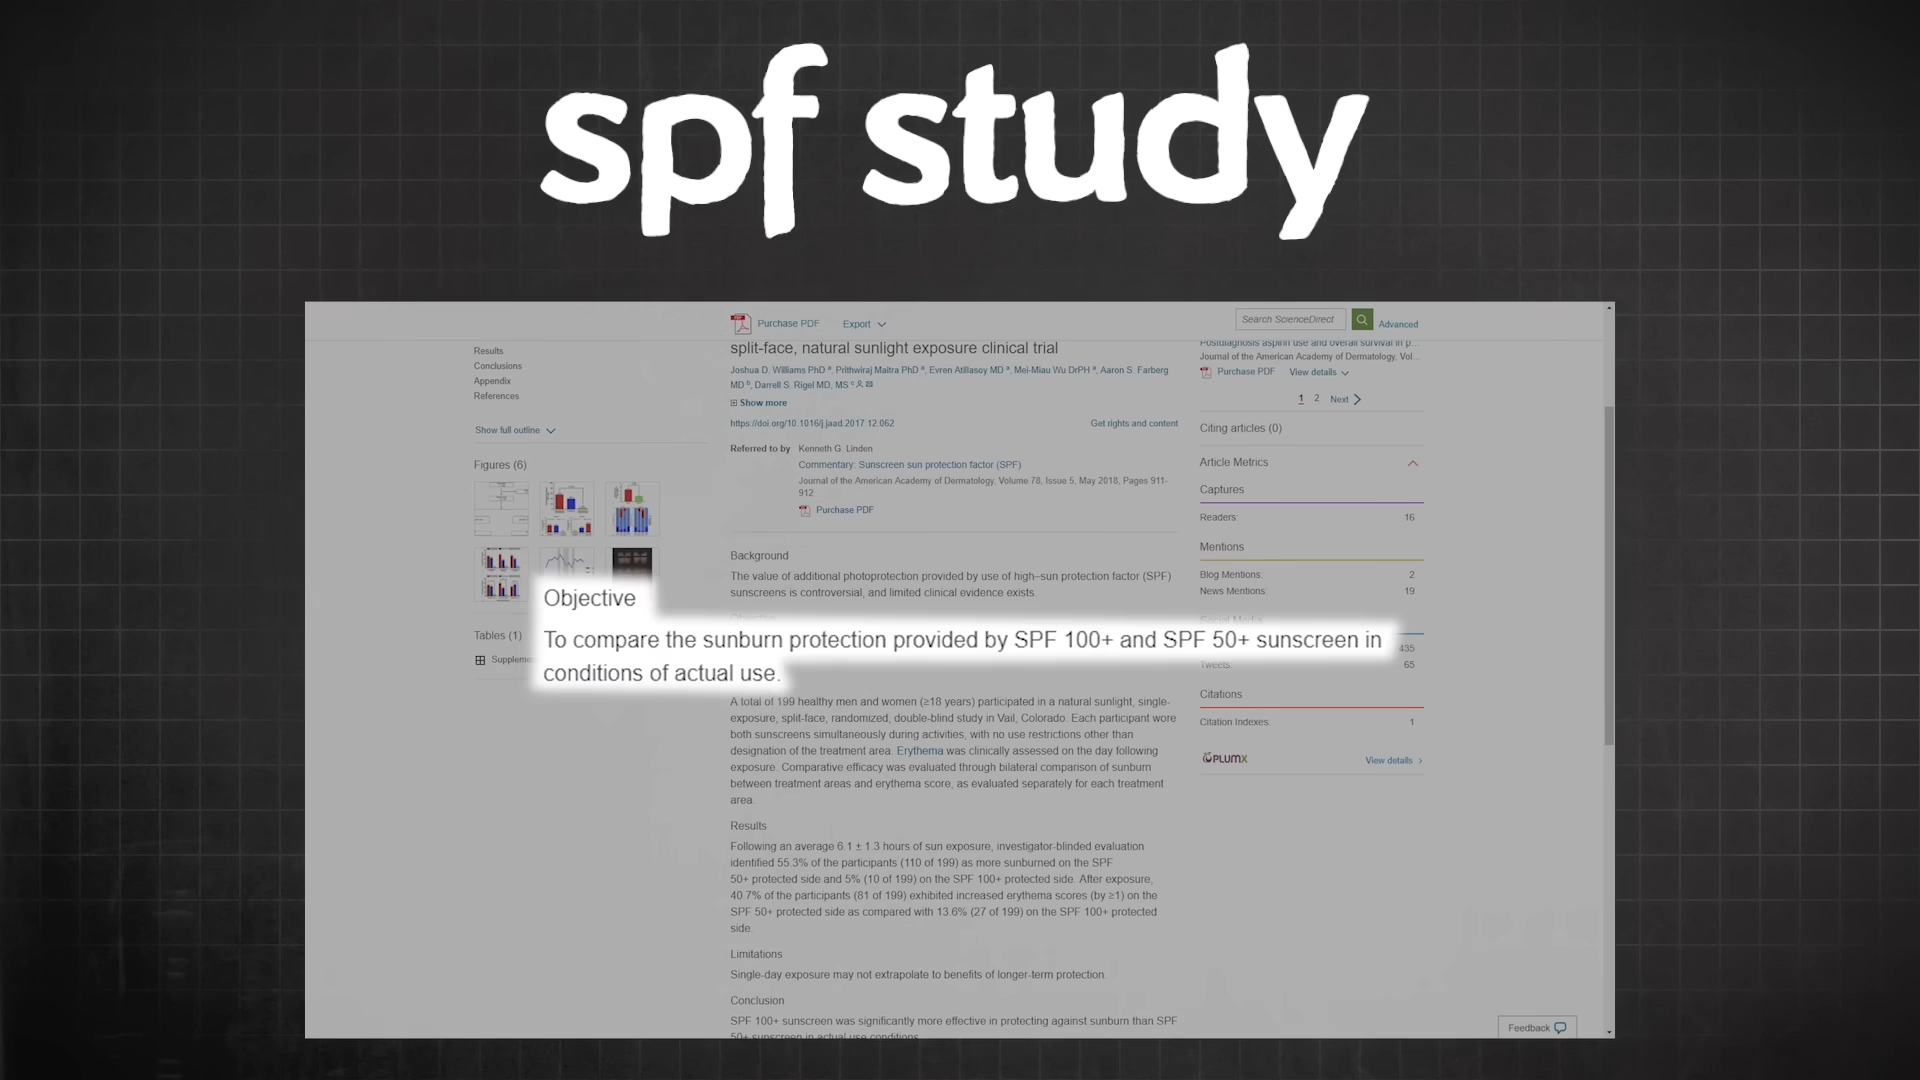 spf study
Purchase PDF
Export
Search ScienceDirect
Advanced
Results
Conclusions
Appendix
References
Show full outline
Figures (6)
Tables (1)
split-face, natural sunlight exposure clinical trial
Joshua D. Williams PhD ª, Prithwiraj Maitra PhD ª, Evren Atillasoy MD ª, Mei-Miau Wu DrPH ª, Aaron S. Farberg
MD ᵇ, Darrell S. Rigel MD, MS ᶜ
Show more
https://doi.org/10.1016/j.jaad.2017.12.062
Get rights and content
Referred to by Kenneth G. Linden
Commentary: Sunscreen sun protection factor (SPF)
Journal of the American Academy of Dermatology, Volume 78, Issue 5, May 2018, Pages 911-
912
Purchase PDF
Background
The value of additional photoprotection provided by use of high–sun protection factor (SPF)
sunscreens is controversial, and limited clinical evidence exists.
Objective
To compare the sunburn protection provided by SPF 100+ and SPF 50+ sunscreen in
conditions of actual use.
A total of 199 healthy men and women (≥18 years) participated in a natural sunlight, single-
exposure, split-face, randomized, double-blind study in Vail, Colorado. Each participant wore
both sunscreens simultaneously during activities, with no use restrictions other than
designation of the treatment area. Erythema was clinically assessed on the day following
exposure. Comparative efficacy was evaluated through bilateral comparison of sunburn
between treatment areas and erythema score, as evaluated separately for each treatment
area.
Results
Following an average 6.1 ± 1.3 hours of sun exposure, investigator-blinded evaluation
identified 55.3% of the participants (110 of 199) as more sunburned on the SPF
50+ protected side and 5% (10 of 199) on the SPF 100+ protected side. After exposure,
40.7% of the participants (81 of 199) exhibited increased erythema scores (by ≥1) on the
SPF 50+ protected side as compared with 13.6% (27 of 199) on the SPF 100+ protected
side.
Limitations
Single-day exposure may not extrapolate to benefits of longer-term protection.
Conclusion
SPF 100+ sunscreen was significantly more effective in protecting against sunburn than SPF
50+ sunscreen in actual use conditions.
Postdiagnosis aspirin use and overall survival in p...
Journal of the American Academy of Dermatology, Vol...
Purchase PDF
View details
1 2 Next
Citing articles (0)
Article Metrics
Captures
Readers: 16
Mentions
Blog Mentions: 2
News Mentions: 19
Social Media
435
Tweets: 65
Citations
Citation Indexes: 1
PLUMX
View details
Feedback